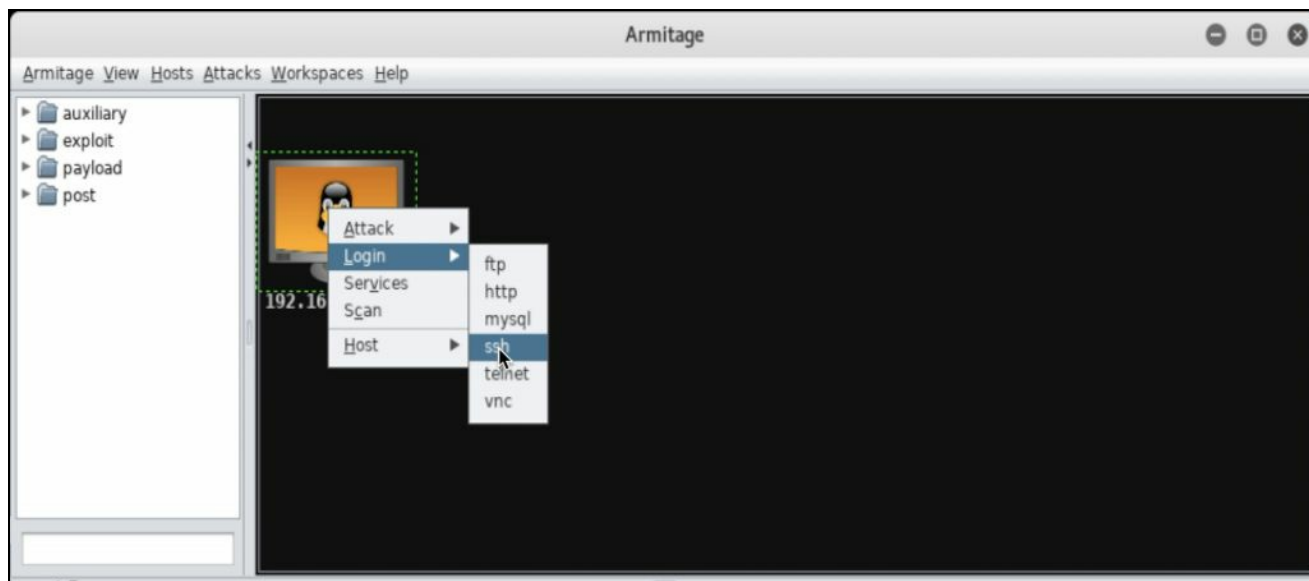 Armitage
Armitage View Hosts Attacks Workspaces Help
auxiliary
exploit
payload
post
Attack
Login
Services
Scan
Host
ftp
http
mysql
ssh
telnet
vnc
192.16